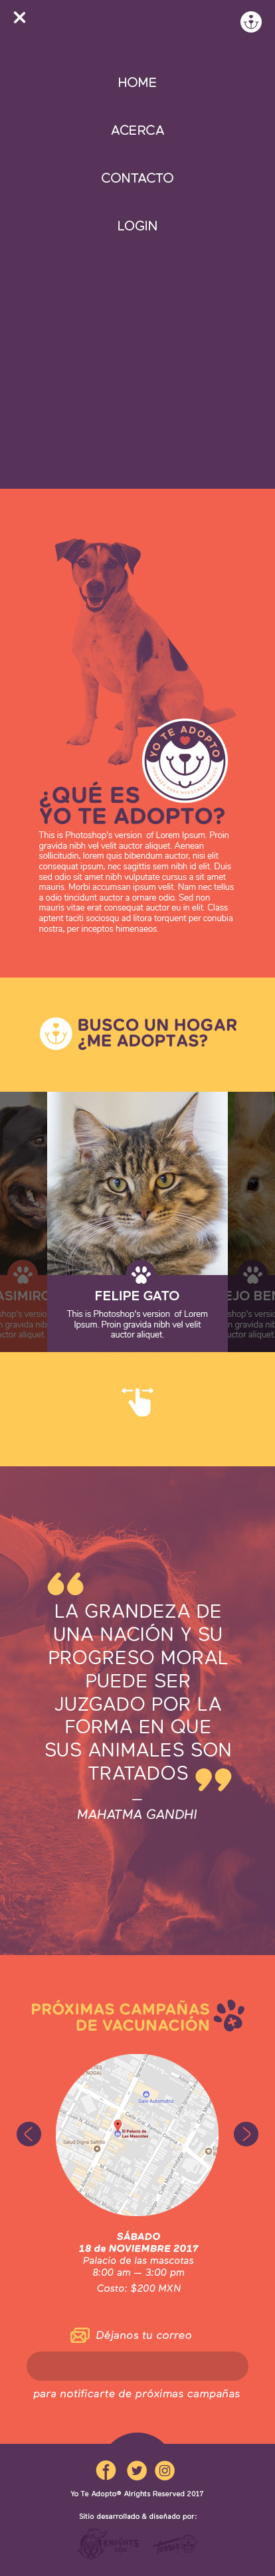 HOME
ACERCA
CONTACTO
LOGIN
YO TE ADOPTO
¿QUÉ ES
YO TE ADOPTO?
This is Photoshop's version of Lorem Ipsum. Proin
gravida nibh vel velit auctor aliquet. Aenean
sollicitudin, lorem quis bibendum auctor, nisi elit
consequat ipsum, nec sagittis sem nibh id elit. Duis
sed odio sit amet nibh vulputate cursus a sit amet
mauris. Morbi accumsan ipsum velit. Nam nec tellus
a odio tincidunt auctor a ornare odio. Sed non
mauris vitae erat consequat auctor eu in elit. Class
aptent taciti sociosqu ad litora torquent per conubia
nostra, per inceptos himenaeos.
BUSCO UN HOGAR
¿ME ADOPTAS?
ASIMIRO
shop's versio
n gravida nib
uctor aliquet
FELIPE GATO
This is Photoshop's version of Lorem
Ipsum. Proin gravida nibh vel velit
auctor aliquet.
EJO BEN
shop's versio
n gravida nib
uctor aliquet
“
LA GRANDEZA DE
UNA NACIÓN Y SU
PROGRESO MORAL
PUEDE SER
JUZGADO POR LA
FORMA EN QUE
SUS ANIMALES SON
TRATADOS ”
—
MAHATMA GANDHI
PRÓXIMAS CAMPAÑAS
DE VACUNACIÓN
Gain Automotriz
El Palacio de
Las Mascotas
Salud Digna Saltillo
SÁBADO
18 de NOVIEMBRE 2017
Palacio de las mascotas
8:00 am — 3:00 pm
Costo: $200 MXN
Déjanos tu correo
para notificarte de próximas campañas
Yo Te Adopto® Alrights Reserved 2017
Sitio desarrollado & diseñado por:
KNIGHTS